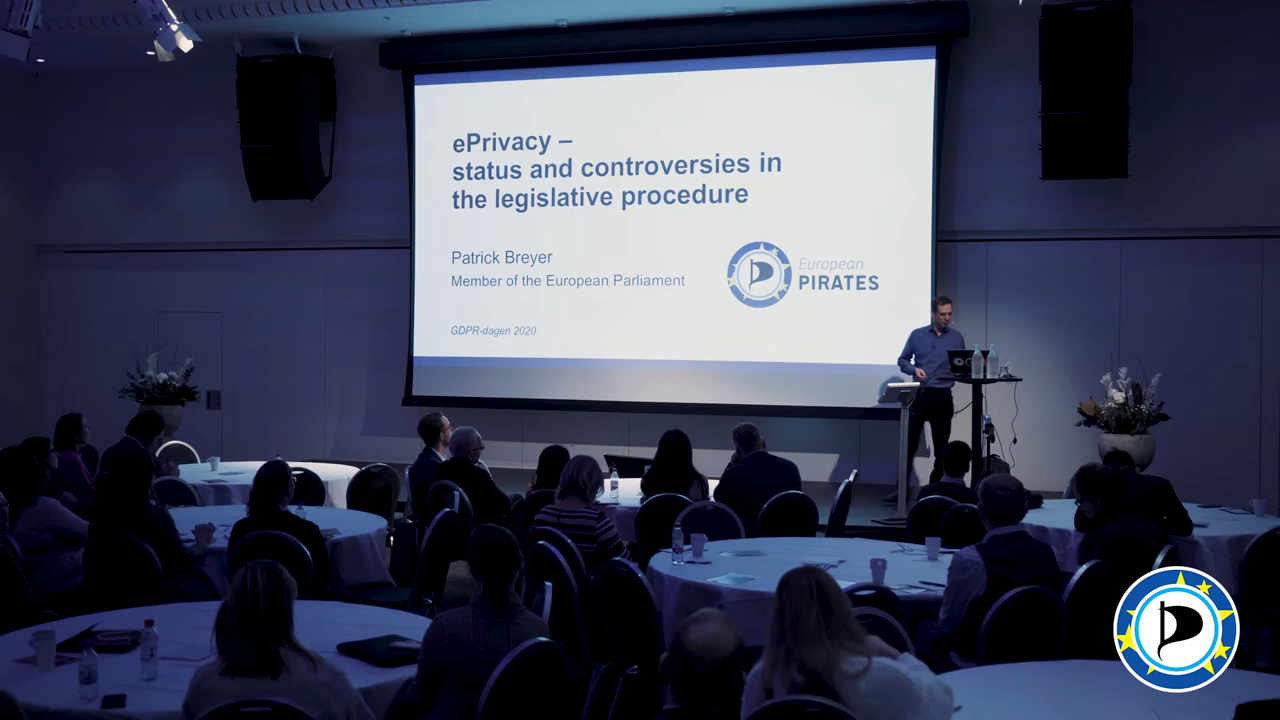 ePrivacy –
status and controversies in
the legislative procedure
Patrick Breyer
Member of the European Parliament
European
PIRATES
GDPR-dagen 2020